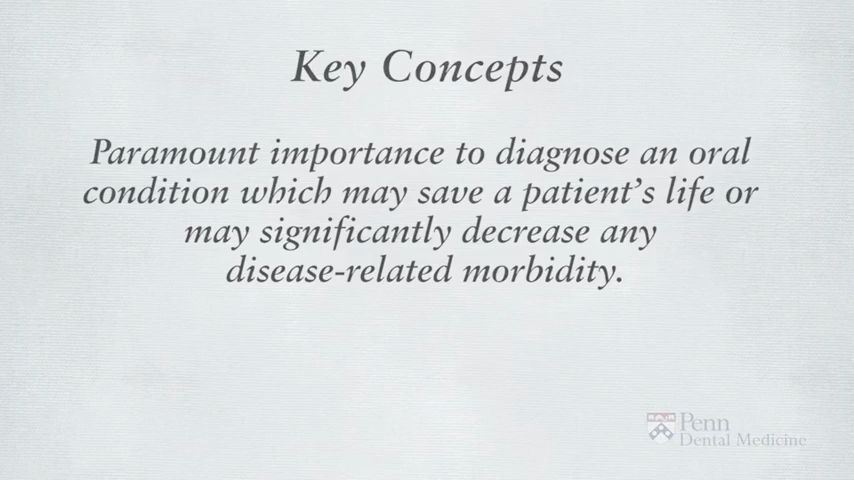 Key Concepts
Paramount importance to diagnose an oral
condition which may save a patient’s life or
may significantly decrease any
disease-related morbidity.
Penn
Dental Medicine